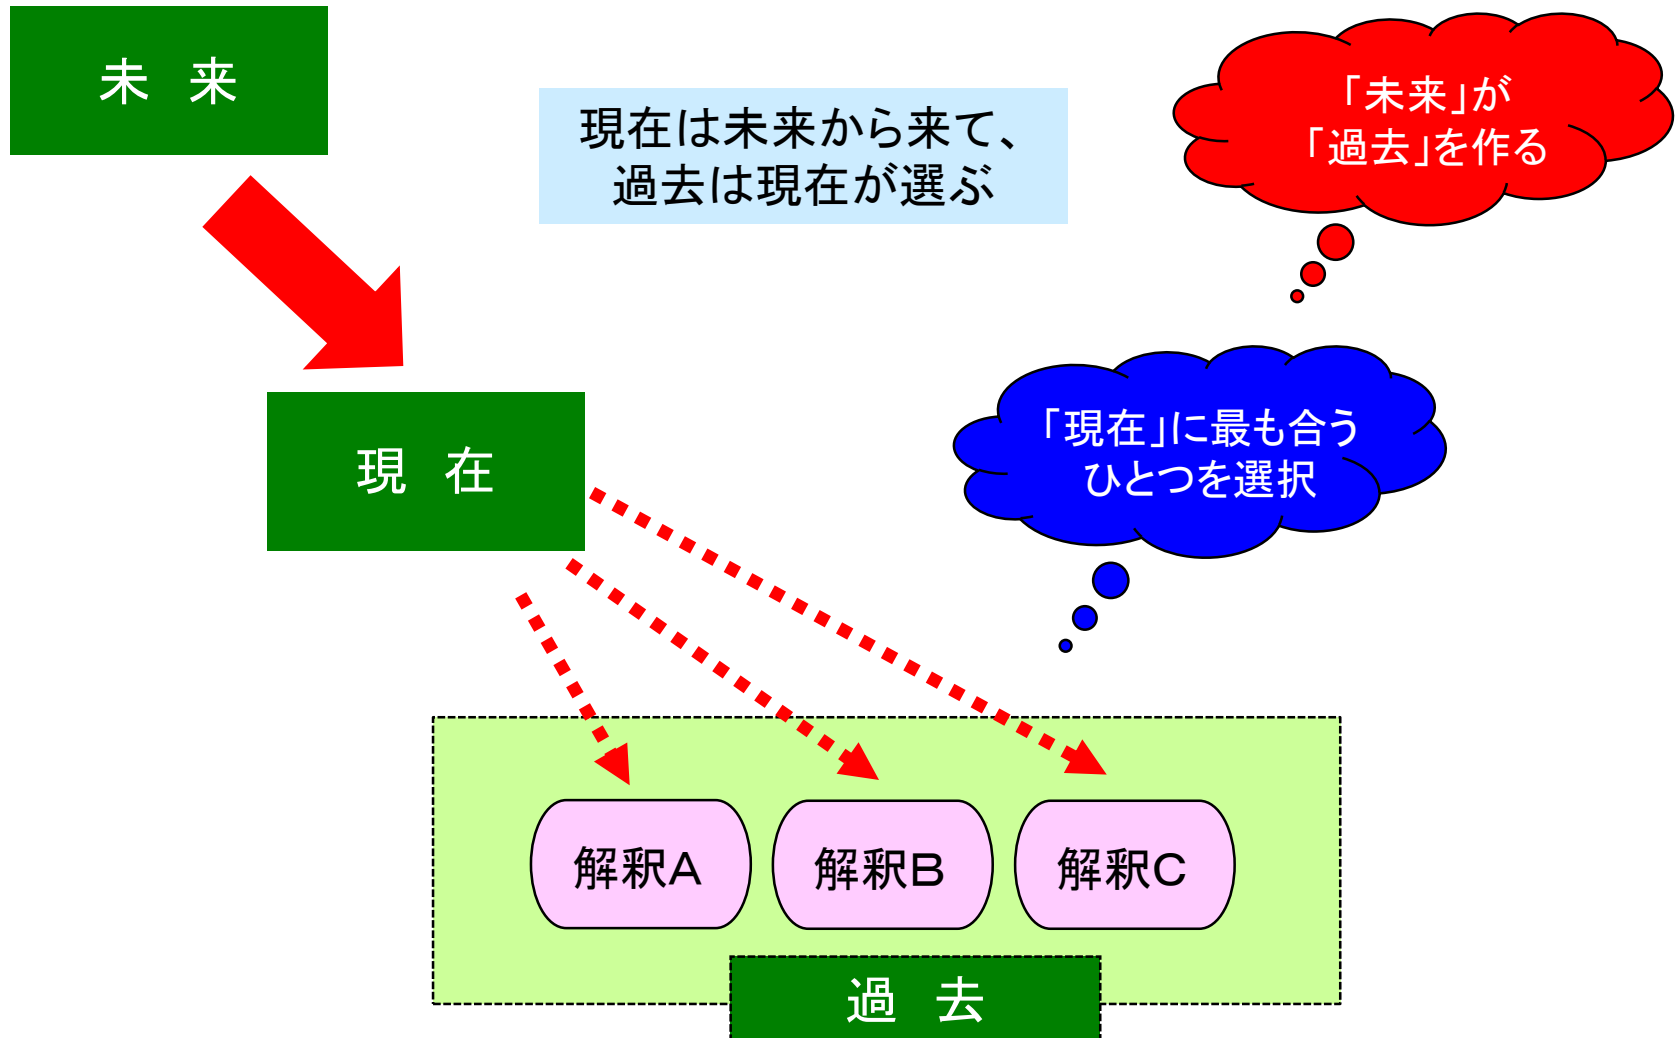 未　来
現在は未来から来て、
過去は現在が選ぶ
「未来」が
「過去」を作る
現　在
「現在」に最も合う
ひとつを選択
解釈A
解釈B
解釈C
過　去